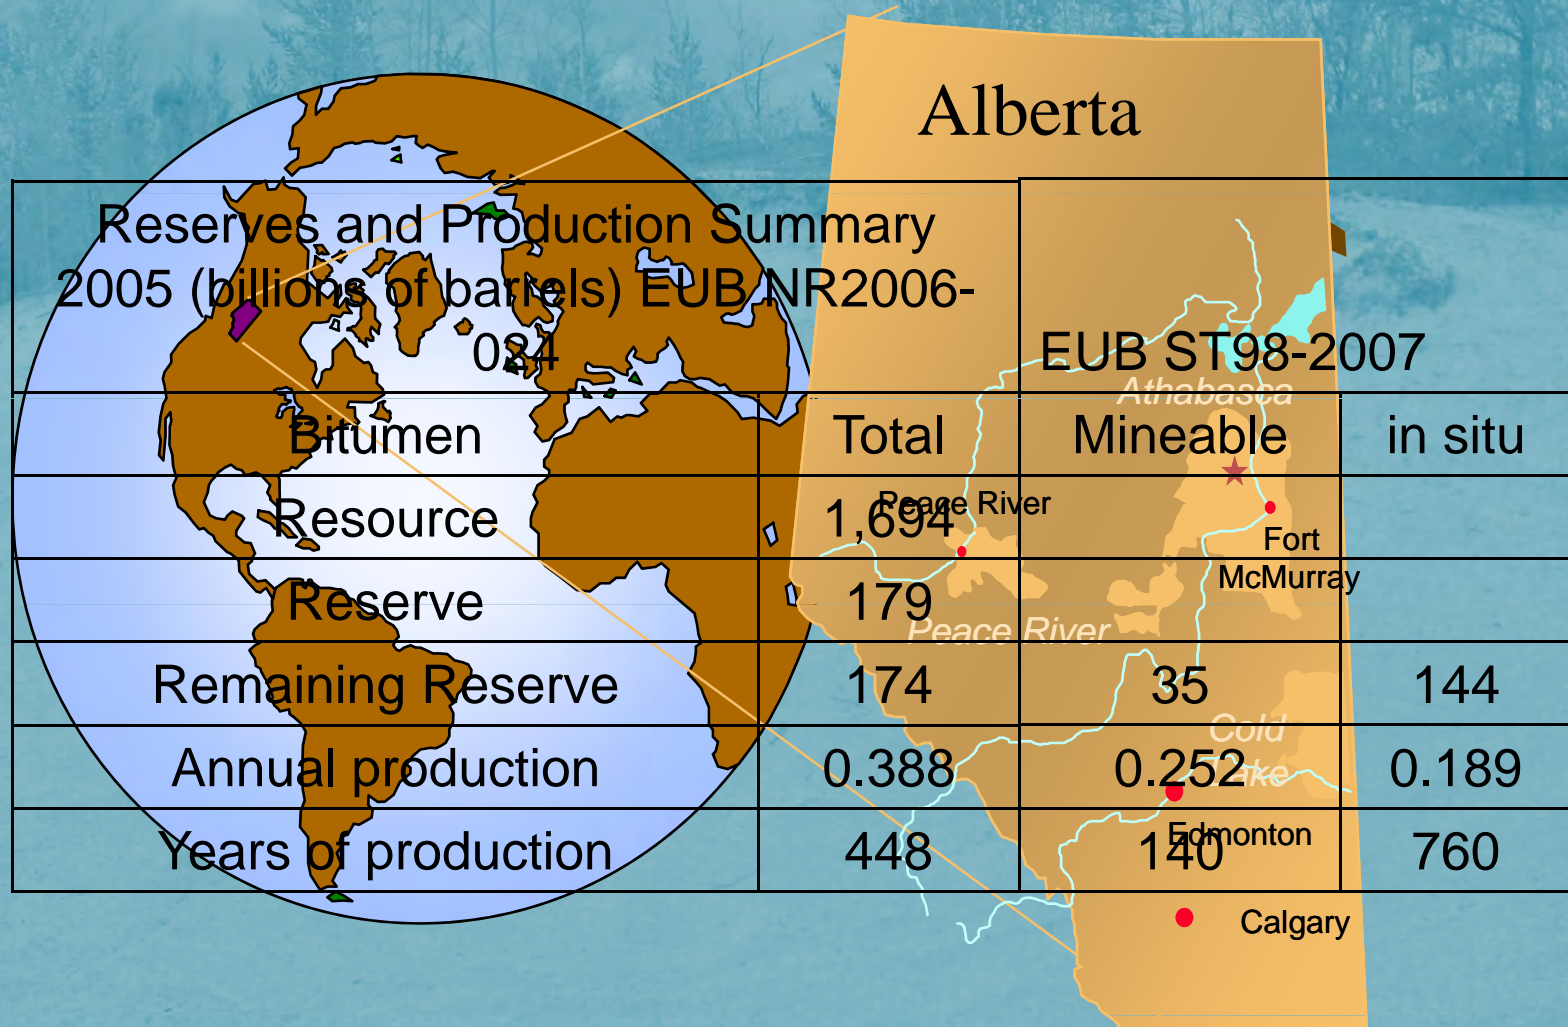 Alberta
Reserves and Production Summary
2005 (billions of barrels) EUB NR2006-
024
EUB ST98-2007
Athabasca
Bitumen Total Mineable in situ
Resource 1,694
Peace River
Fort
McMurray
Reserve 179
Peace River
Remaining Reserve 174 35 144
Cold
Lake
Annual production 0.388 0.252 0.189
Edmonton
Years of production 448 140 760
Calgary